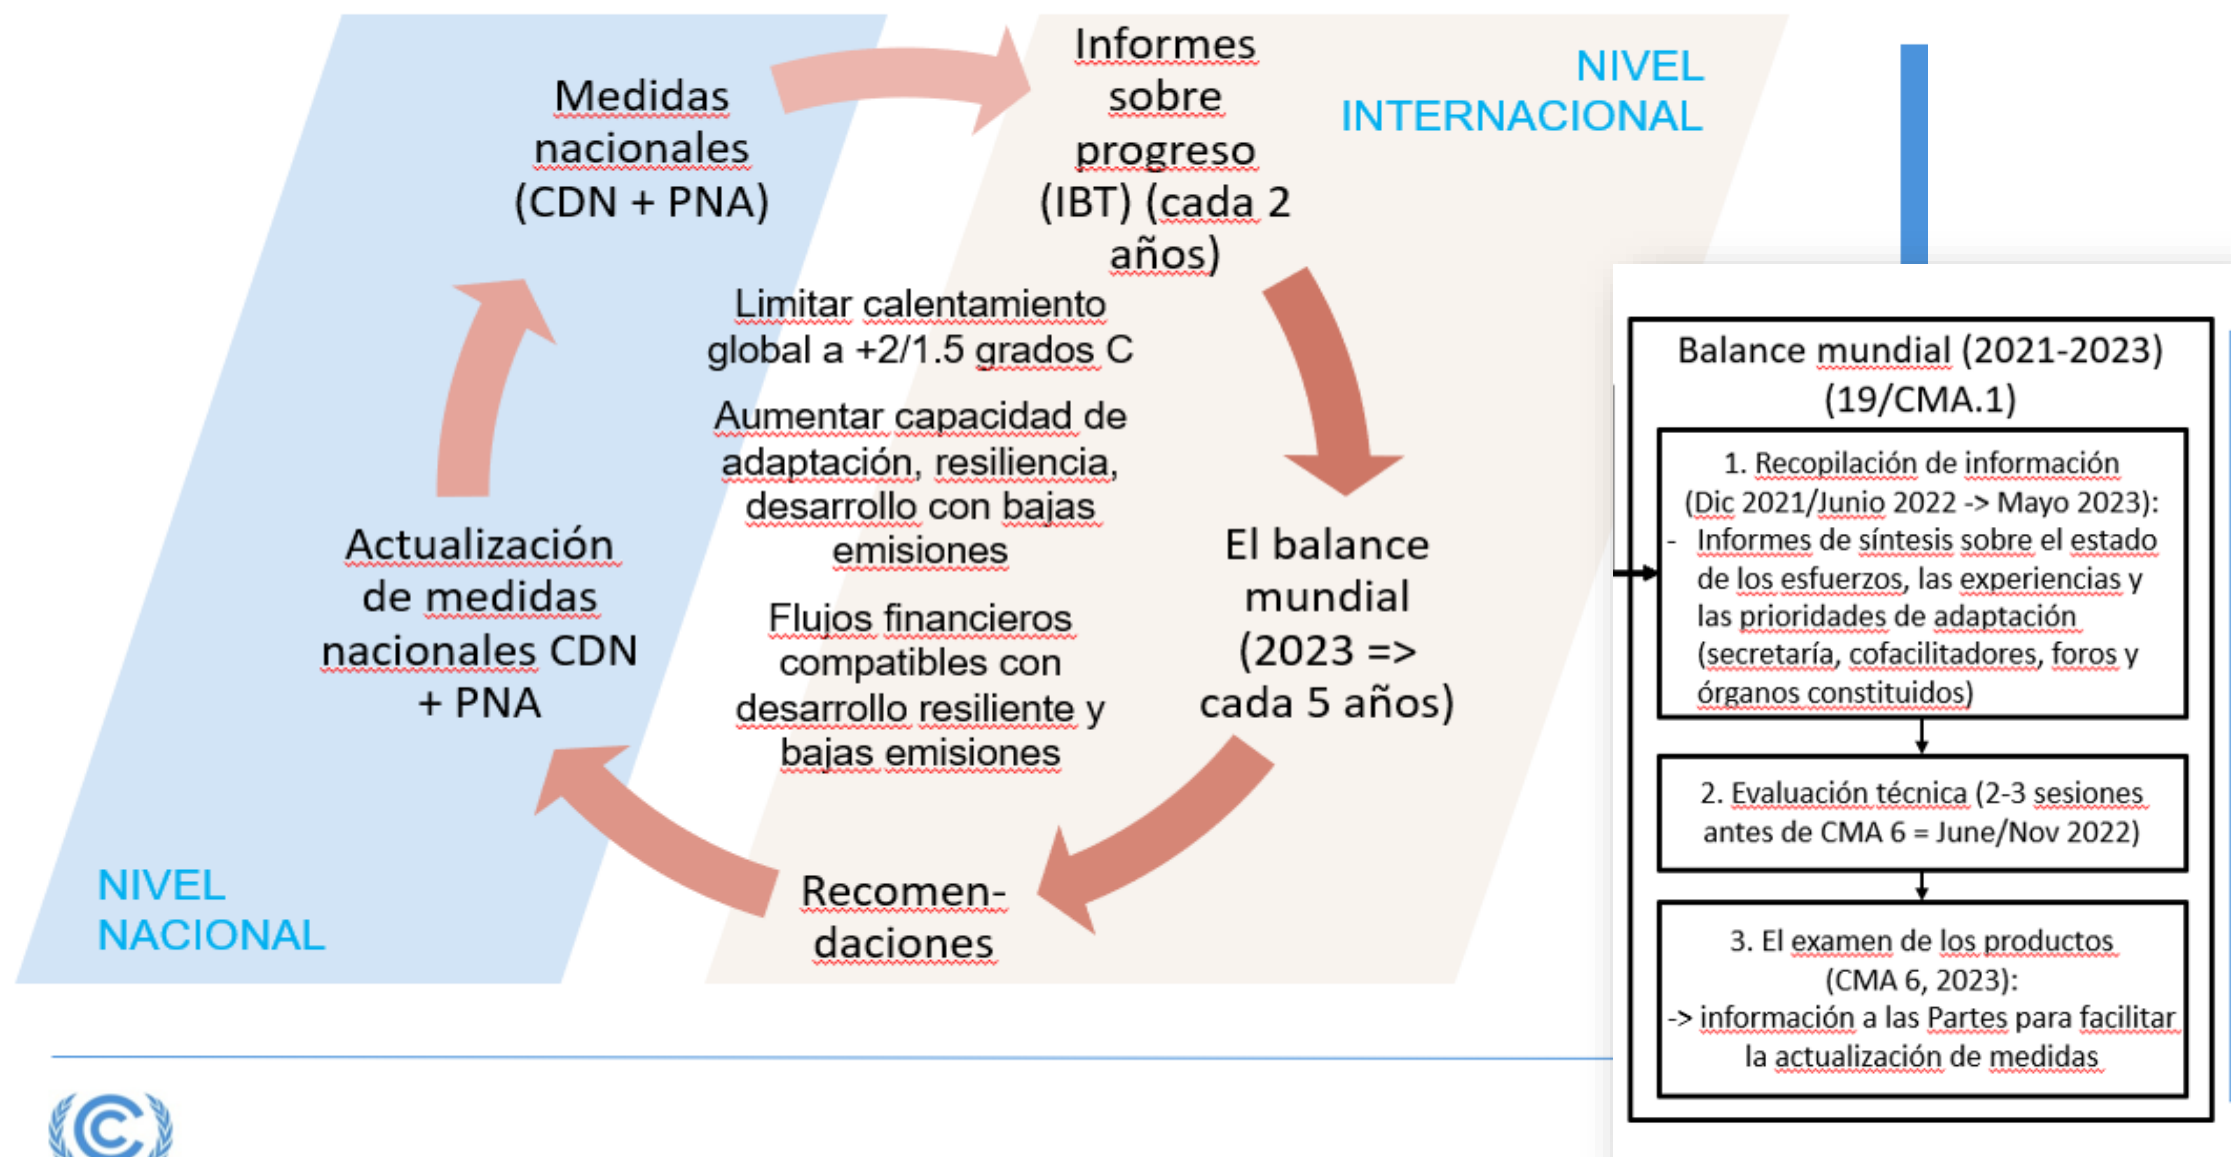 Medidas
nacionales
(CDN + PNA)
Informes
sobre
progreso
(IBT) (cada 2
años)
NIVEL
INTERNACIONAL
Limitar calentamiento
global a +2/1.5 grados C
Aumentar capacidad de
adaptación, resiliencia,
desarrollo con bajas
emisiones
Flujos financieros
compatibles con
desarrollo resiliente y
bajas emisiones
El balance
mundial
(2023 =>
cada 5 años)
Recomen-
daciones
Actualización
de medidas
nacionales CDN
+ PNA
NIVEL
NACIONAL
Balance mundial (2021-2023)
(19/CMA.1)
1. Recopilación de información
(Dic 2021/Junio 2022 -> Mayo 2023):
- Informes de síntesis sobre el estado
de los esfuerzos, las experiencias y
las prioridades de adaptación
(secretaría, cofacilitadores, foros y
órganos constituidos)
2. Evaluación técnica (2-3 sesiones
antes de CMA 6 = June/Nov 2022)
3. El examen de los productos
(CMA 6, 2023):
-> información a las Partes para facilitar
la actualización de medidas